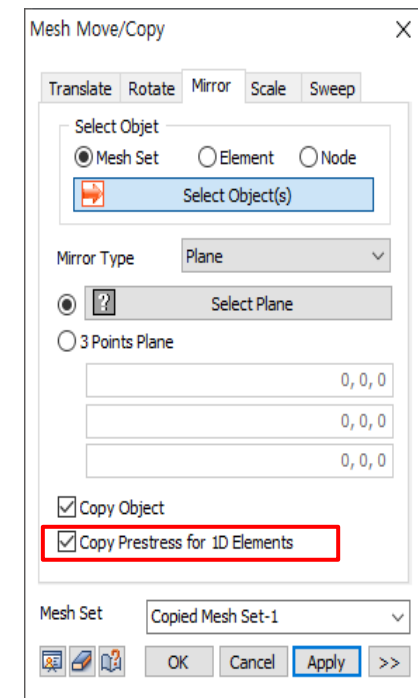 Mesh Move/Copy
Translate Rotate Mirror Scale Sweep
Select Objet
Mesh Set Element Node
Select Object(s)
Mirror Type Plane
? Select Plane
3 Points Plane
0, 0, 0
0, 0, 0
0, 0, 0
Copy Object
Copy Prestress for 1D Elements
Mesh Set Copied Mesh Set-1
OK Cancel Apply >>